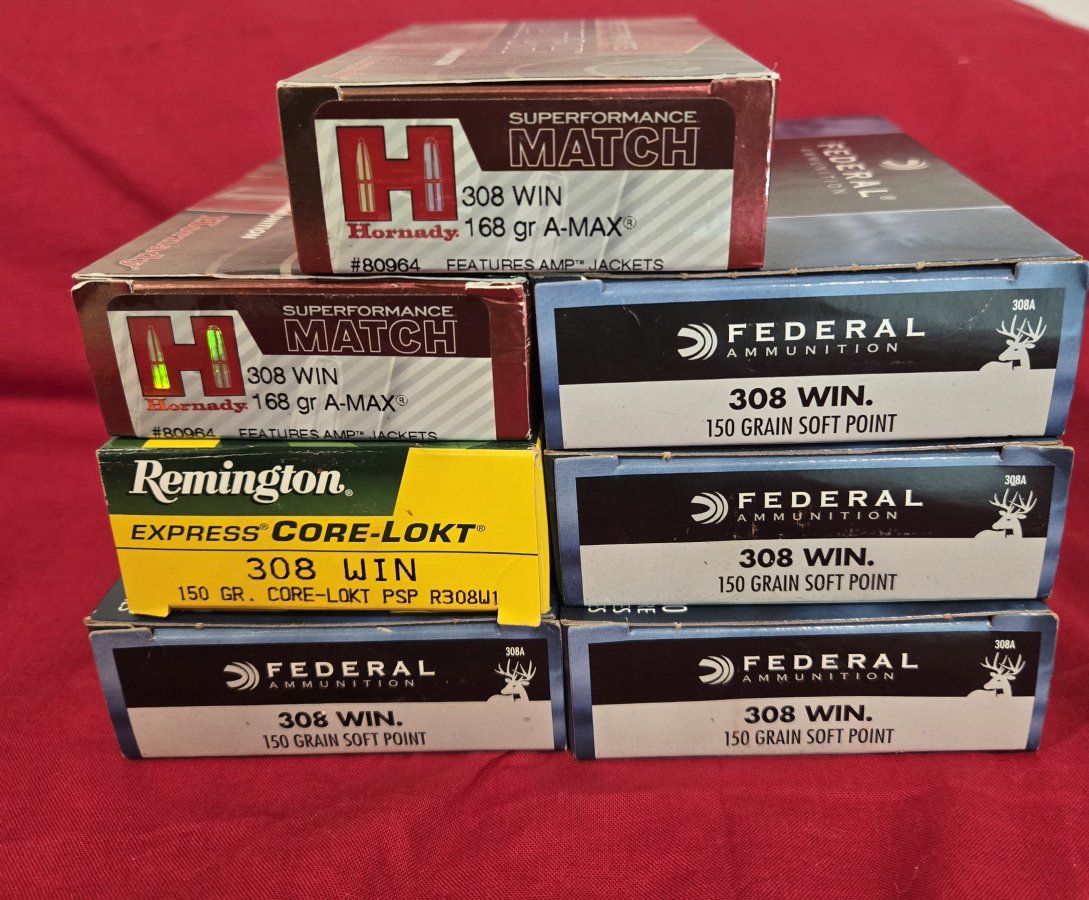 SUPERFORMANCE
MATCH
308 WIN
Hornady.
168 gr A-MAX®
#80964 FEATURES AMP™ JACKETS
FEDERAL®
AMMUNITION
Hornady
SUPERFORMANCE
MATCH
308 WIN
Hornady.
168 gr A-MAX®
#80964 FEATURES AMP™ JACKETS
308A
FEDERAL
AMMUNITION
308 WIN.
150 GRAIN SOFT POINT
Remington®
EXPRESS® CORE-LOKT®
308 WIN
150 GR. CORE-LOKT PSP R308W1
308A
FEDERAL
AMMUNITION
308 WIN.
150 GRAIN SOFT POINT
308A
FEDERAL
AMMUNITION
308 WIN.
150 GRAIN SOFT POINT
308A
FEDERAL
AMMUNITION
308 WIN.
150 GRAIN SOFT POINT